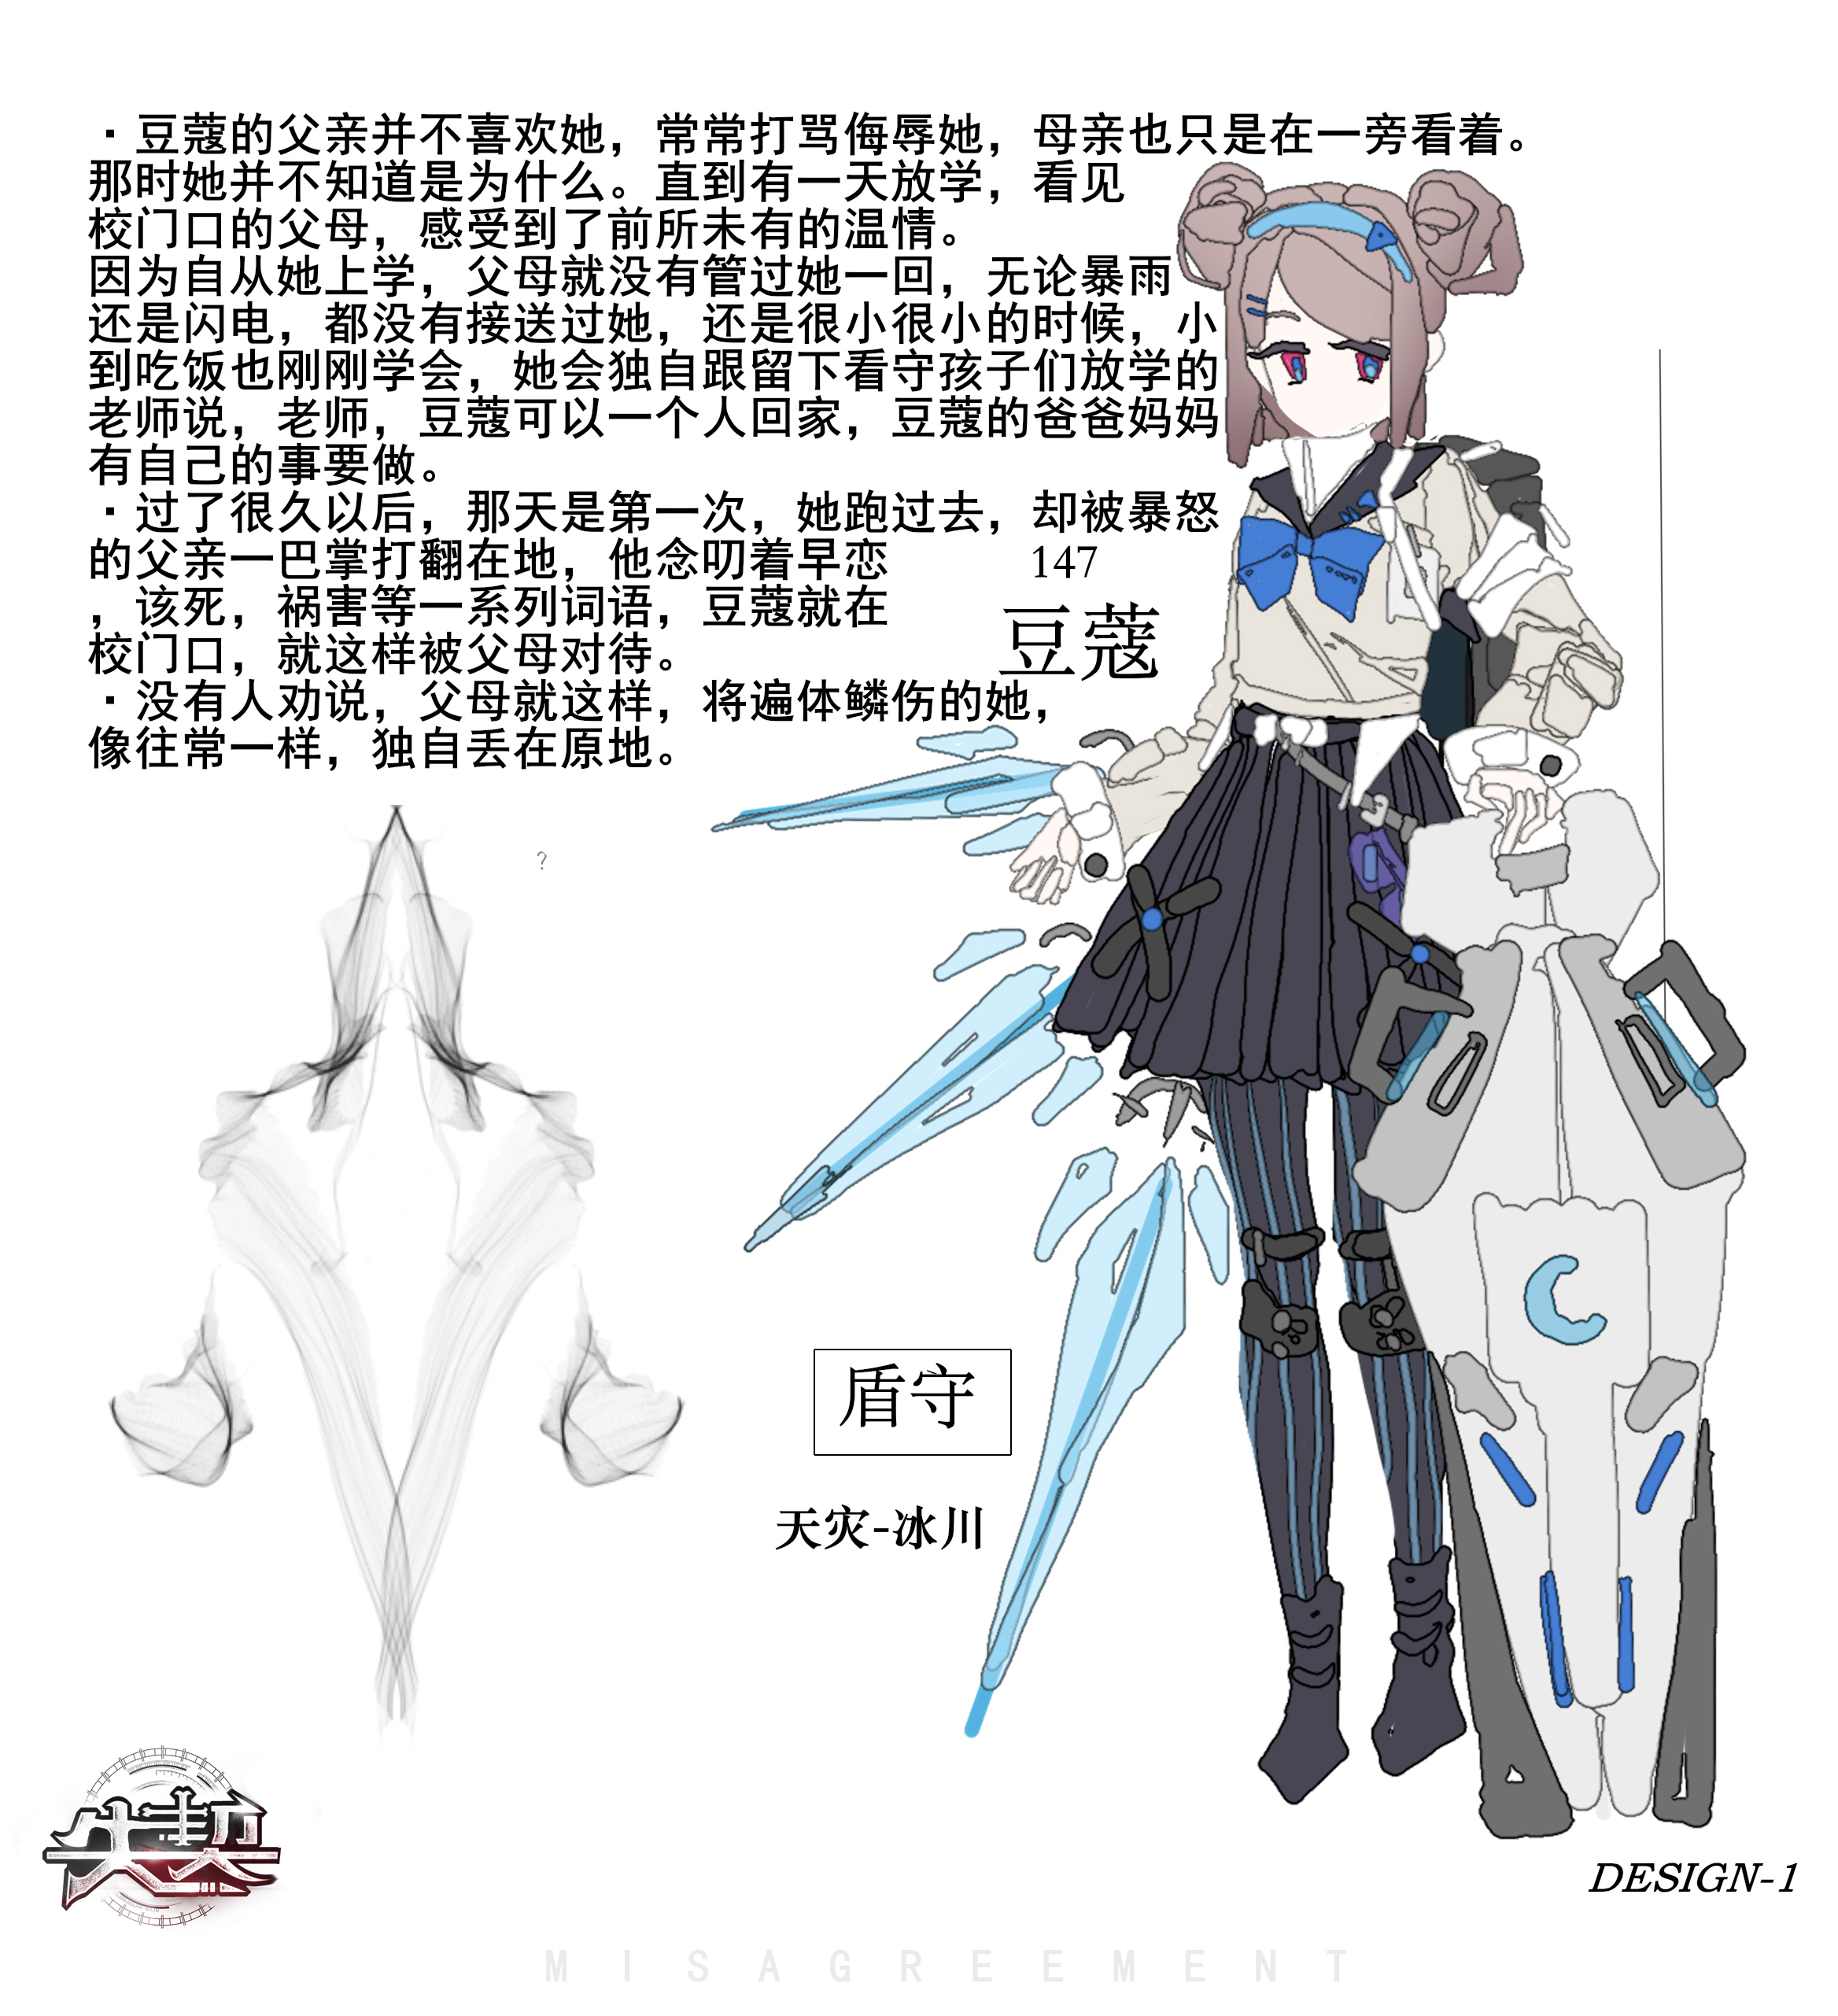 ·豆蔻的父亲并不喜欢她，常常打骂侮辱她，母亲也只是在一旁看着。
那时她并不知道是为什么。直到有一天放学，看见
校门口的父母，感受到了前所未有的温情。
因为自从她上学，父母就没有管过她一回，无论暴雨
还是闪电，都没有接送过她，还是很小很小的时候，小
到吃饭也刚刚学会，她会独自跟留下看守孩子们放学的
老师说，老师，豆蔻可以一个人回家，豆蔻的爸爸妈妈
有自己的事要做。
·过了很久以后，那天是第一次，她跑过去，却被暴怒
的父亲一巴掌打翻在地，他念叨着早恋
，该死，祸害等一系列词语，豆蔻就在
校门口，就这样被父母对待。
·没有人劝说，父母就这样，将遍体鳞伤的她，
像往常一样，独自丢在原地。
147
豆蔻
?
盾守
天灾-冰川
失契
DESIGN-1
MISAGREEMENT